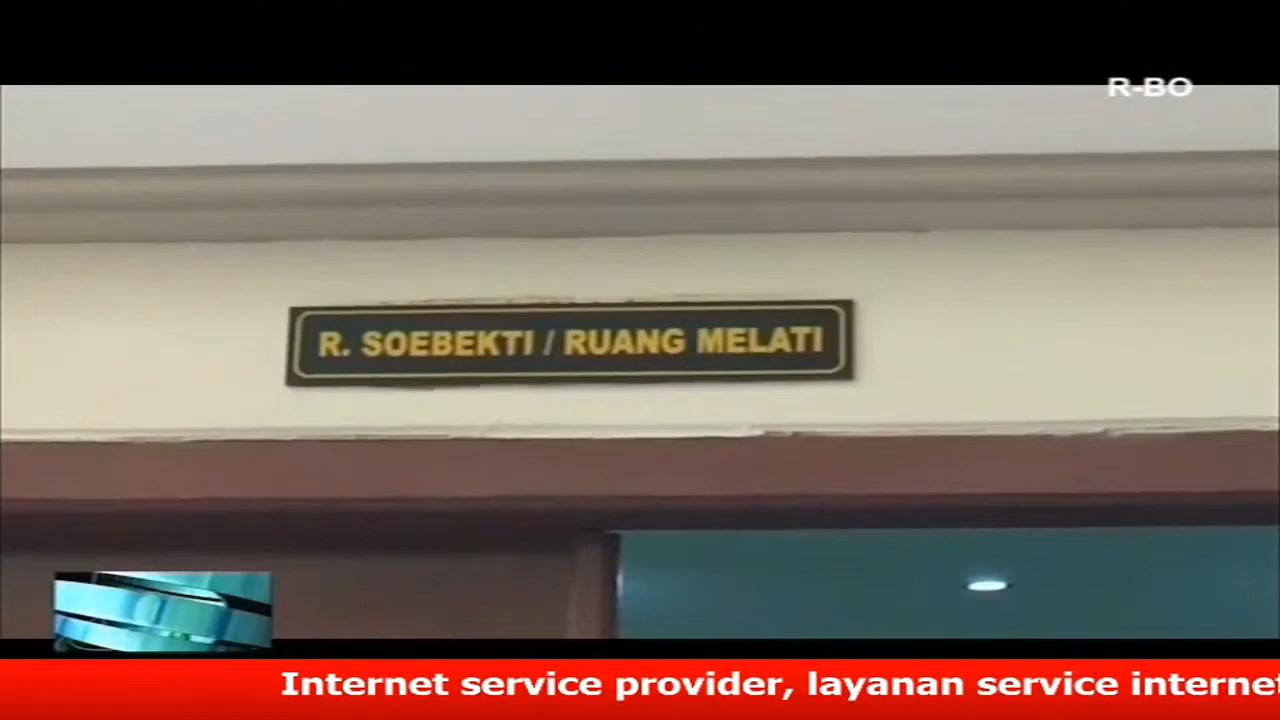 R-BO
R. SOEBEKTI / RUANG MELATI
Internet service provider, layanan service internet